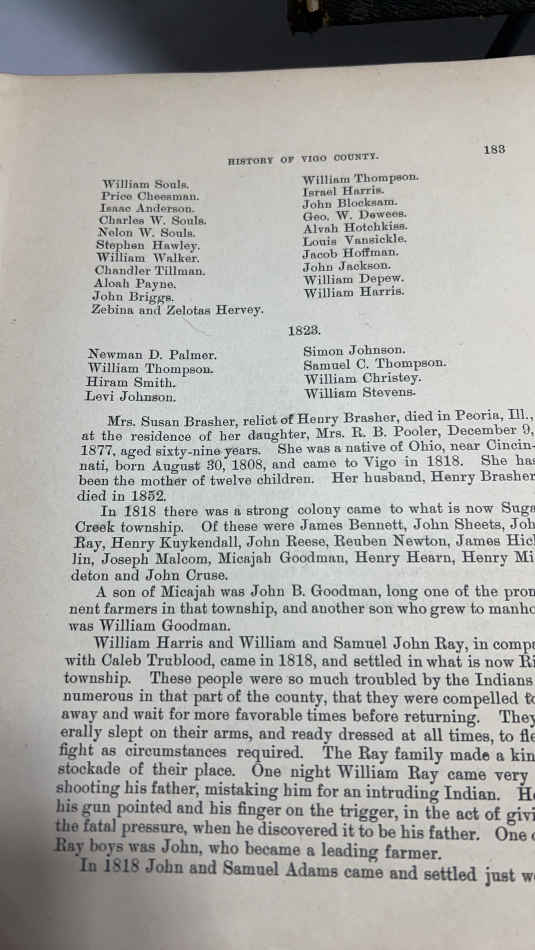 HISTORY OF VIGO COUNTY.
183
William Souls.
Price Cheesman.
Isaac Anderson.
Charles W. Souls.
Nelon W. Souls.
Stephen Hawley.
William Walker.
Chandler Tillman.
Aloah Payne.
John Briggs.
Zebina and Zelotas Hervey.
William Thompson.
Israel Harris.
John Blocksam.
Geo. W. Dewees.
Alvah Hotchkiss.
Louis Vansickle.
Jacob Hoffman.
John Jackson.
William Depew.
William Harris.
1823.
Newman D. Palmer.
William Thompson.
Hiram Smith.
Levi Johnson.
Simon Johnson.
Samuel C. Thompson.
William Christey.
William Stevens.
Mrs. Susan Brasher, relict of Henry Brasher, died in Peoria, Ill.,
at the residence of her daughter, Mrs. R. B. Pooler, December 9,
1877, aged sixty-nine years. She was a native of Ohio, near Cincin-
nati, born August 30, 1808, and came to Vigo in 1818. She has
been the mother of twelve children. Her husband, Henry Brasher
died in 1852.
In 1818 there was a strong colony came to what is now Suga
Creek township. Of these were James Bennett, John Sheets, Joh
Ray, Henry Kuykendall, John Reese, Reuben Newton, James Hick
lin, Joseph Malcom, Micajah Goodman, Henry Hearn, Henry Mi
deton and John Cruse.
A son of Micajah was John B. Goodman, long one of the prom
nent farmers in that township, and another son who grew to manho
was William Goodman.
William Harris and William and Samuel John Ray, in compa
with Caleb Trublood, came in 1818, and settled in what is now Ri
township. These people were so much troubled by the Indians
numerous in that part of the county, that they were compelled to
away and wait for more favorable times before returning. They
erally slept on their arms, and ready dressed at all times, to fle
fight as circumstances required. The Ray family made a kin
stockade of their place. One night William Ray came very
shooting his father, mistaking him for an intruding Indian. He
his gun pointed and his finger on the trigger, in the act of givi
the fatal pressure, when he discovered it to be his father. One o
Ray boys was John, who became a leading farmer.
In 1818 John and Samuel Adams came and settled just we